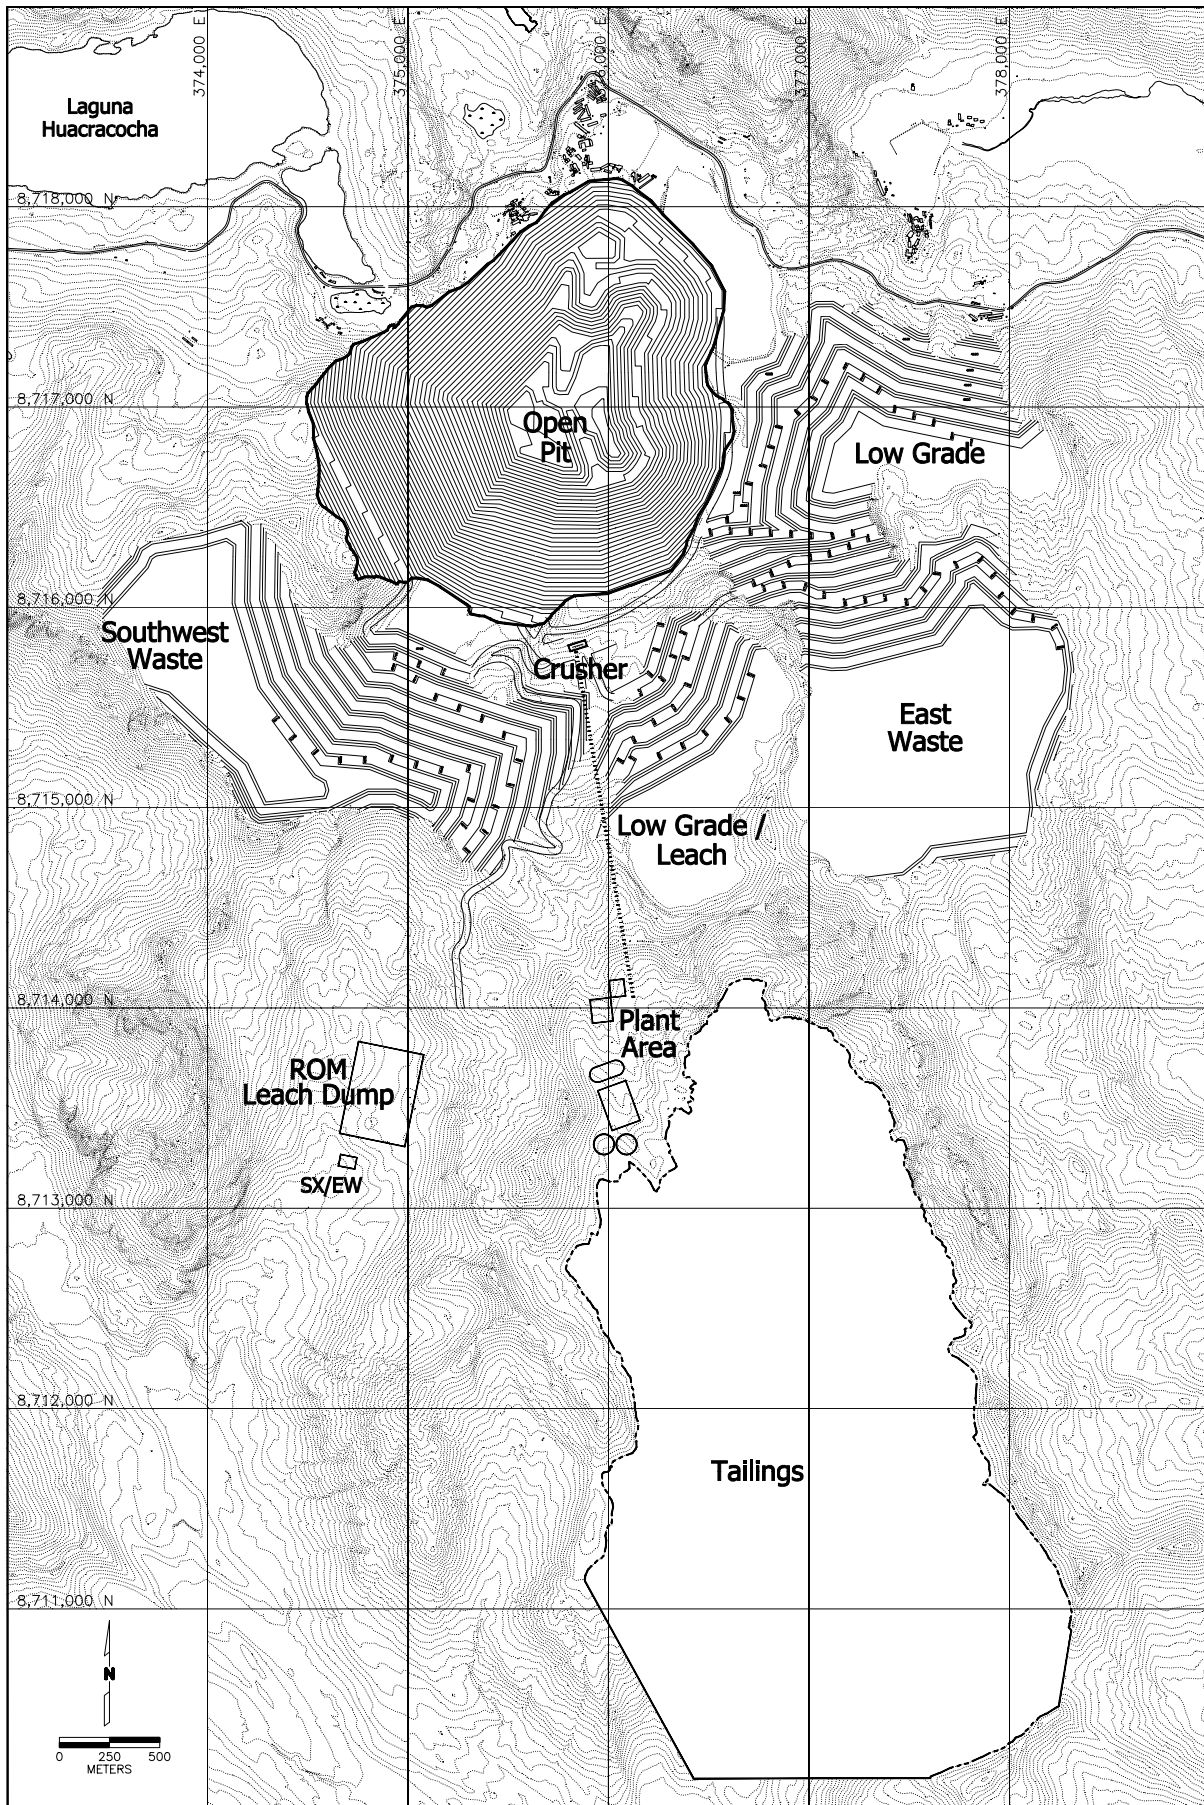 374,000 E
375,000 E
376,000 E
377,000 E
378,000 E
Laguna
Huacracocha
8,718,000 N
8,717,000 N
Open
Pit
Low Grade
8,716,000 N
Southwest
Waste
Crusher
East
Waste
8,715,000 N
Low Grade /
Leach
8,714,000 N
Plant
Area
ROM
Leach Dump
SX/EW
8,713,000 N
8,712,000 N
Tailings
8,711,000 N
N
0 250 500
METERS